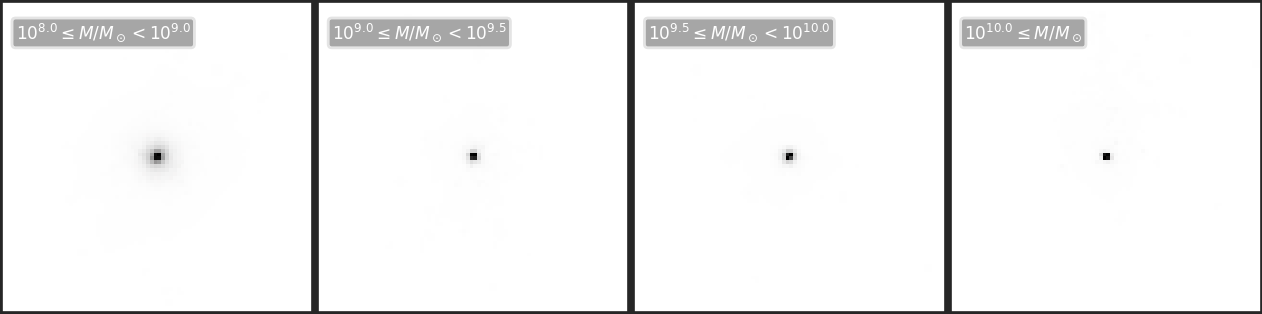 10^{8.0} ≤ M/M_⊙ < 10^{9.0}
10^{9.0} ≤ M/M_⊙ < 10^{9.5}
10^{9.5} ≤ M/M_⊙ < 10^{10.0}
10^{10.0} ≤ M/M_⊙